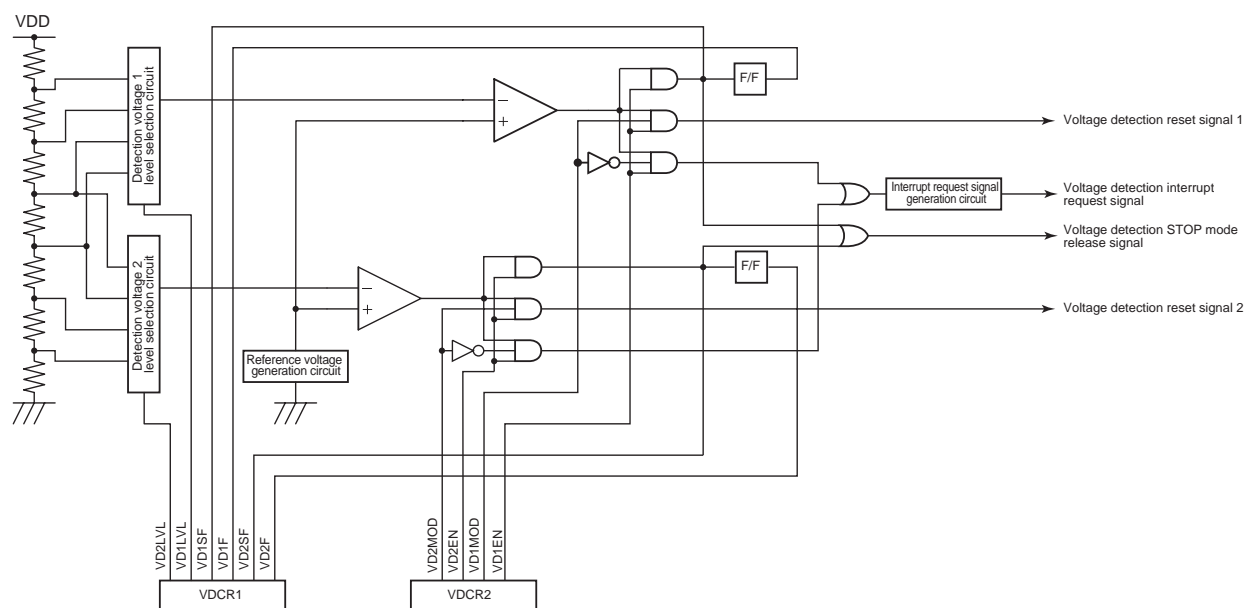 VDD
Detection voltage 1
level selection circuit
−
+
F/F
Voltage detection reset signal 1
Interrupt request signal
generation circuit
Voltage detection interrupt
request signal
Voltage detection STOP mode
release signal
Detection voltage 2
level selection circuit
−
+
F/F
Voltage detection reset signal 2
Reference voltage
generation circuit
VD2LVL
VD1LVL
VD1SF
VD1F
VD2SF
VD2F
VD2MOD
VD2EN
VD1MOD
VD1EN
VDCR1
VDCR2